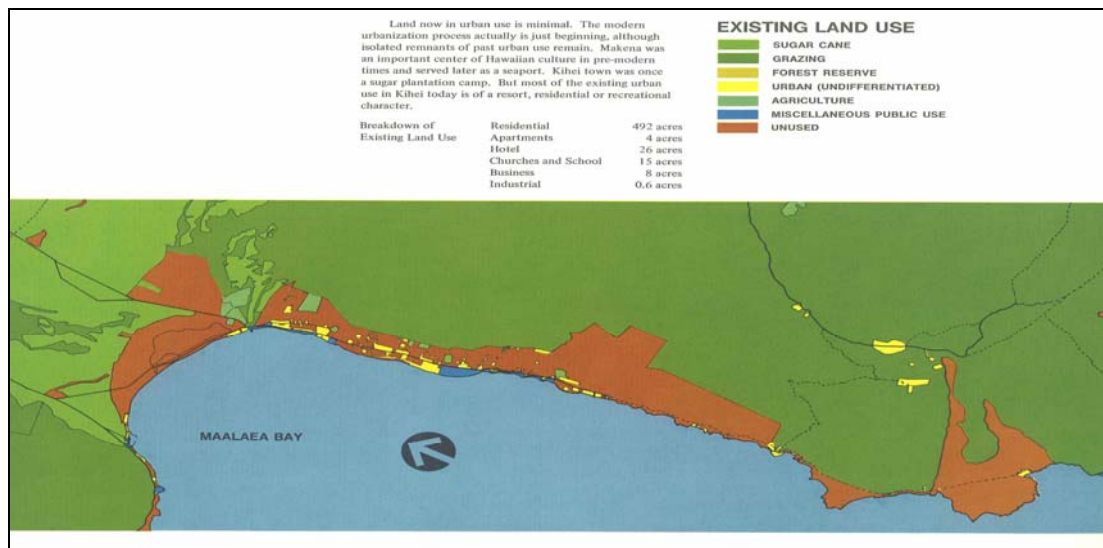 Land now in urban use is minimal. The modern
urbanization process actually is just beginning, although
isolated remnants of past urban use remain. Makena was
an important center of Hawaiian culture in pre-modern
times and served later as a seaport. Kihei town was once
a sugar plantation camp. But most of the existing urban
use in Kihei today is of a resort, residential or recreational
character.
Breakdown of Residential 492 acres
Existing Land Use Apartments 4 acres
Hotel 26 acres
Churches and School 15 acres
Business 8 acres
Industrial 0.6 acres
EXISTING LAND USE
SUGAR CANE
GRAZING
FOREST RESERVE
URBAN (UNDIFFERENTIATED)
AGRICULTURE
MISCELLANEOUS PUBLIC USE
UNUSED
MAALAEA BAY